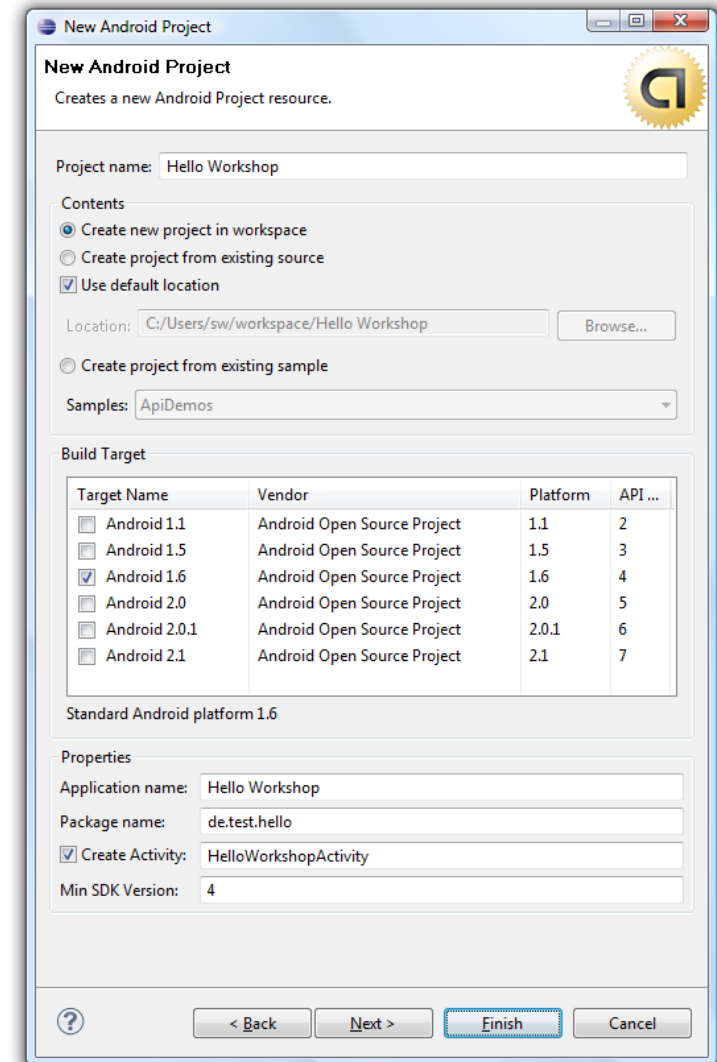 New Android Project
New Android Project
Creates a new Android Project resource.
Project name: Hello Workshop
Contents
Create new project in workspace
Create project from existing source
Use default location
Location: C:/Users/sw/workspace/Hello Workshop Browse...
Create project from existing sample
Samples: ApiDemos
Build Target
Target Name Vendor Platform API ...
Android 1.1 Android Open Source Project 1.1 2
Android 1.5 Android Open Source Project 1.5 3
Android 1.6 Android Open Source Project 1.6 4
Android 2.0 Android Open Source Project 2.0 5
Android 2.0.1 Android Open Source Project 2.0.1 6
Android 2.1 Android Open Source Project 2.1 7
Standard Android platform 1.6
Properties
Application name: Hello Workshop
Package name: de.test.hello
Create Activity: HelloWorkshopActivity
Min SDK Version: 4
? < Back Next > Finish Cancel